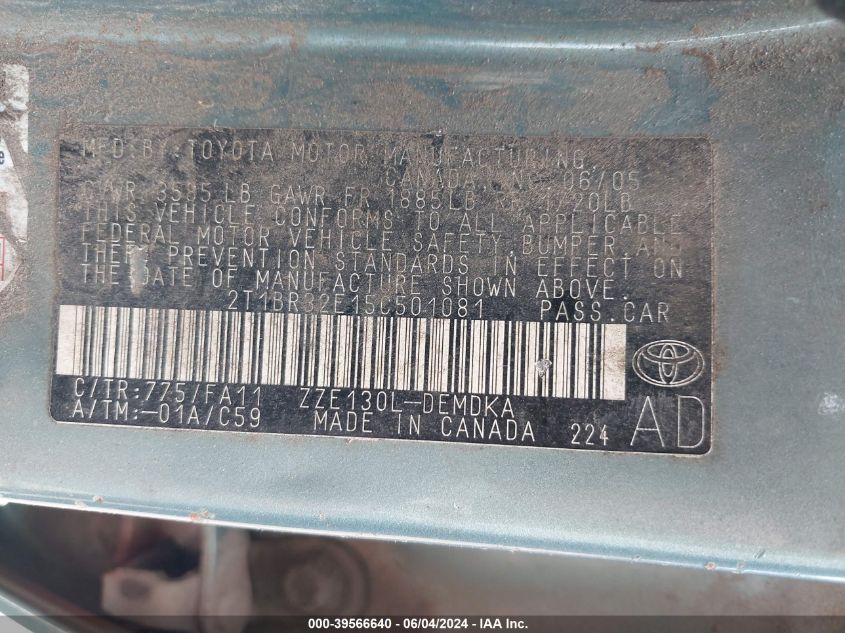 MFD.BY:TOYOTA MOTOR MANUFACTURING,
CANADA INC. 06/05
GVWR 3585 LB GAWR FR 1885LB RR 1720LB
THIS VEHICLE CONFORMS TO ALL APPLICABLE
FEDERAL MOTOR VEHICLE SAFETY, BUMPER AND
THEFT PREVENTION STANDARDS IN EFFECT ON
THE DATE OF MANUFACTURE SHOWN ABOVE.
2T1BR32E15C501081 PASS.CAR
C/TR:775/FA11 ZZE130L-DEMDKA
A/TM:-01A/C59 MADE IN CANADA 224 AD
000-39566640 / 06/04/2024 - IAA Inc.